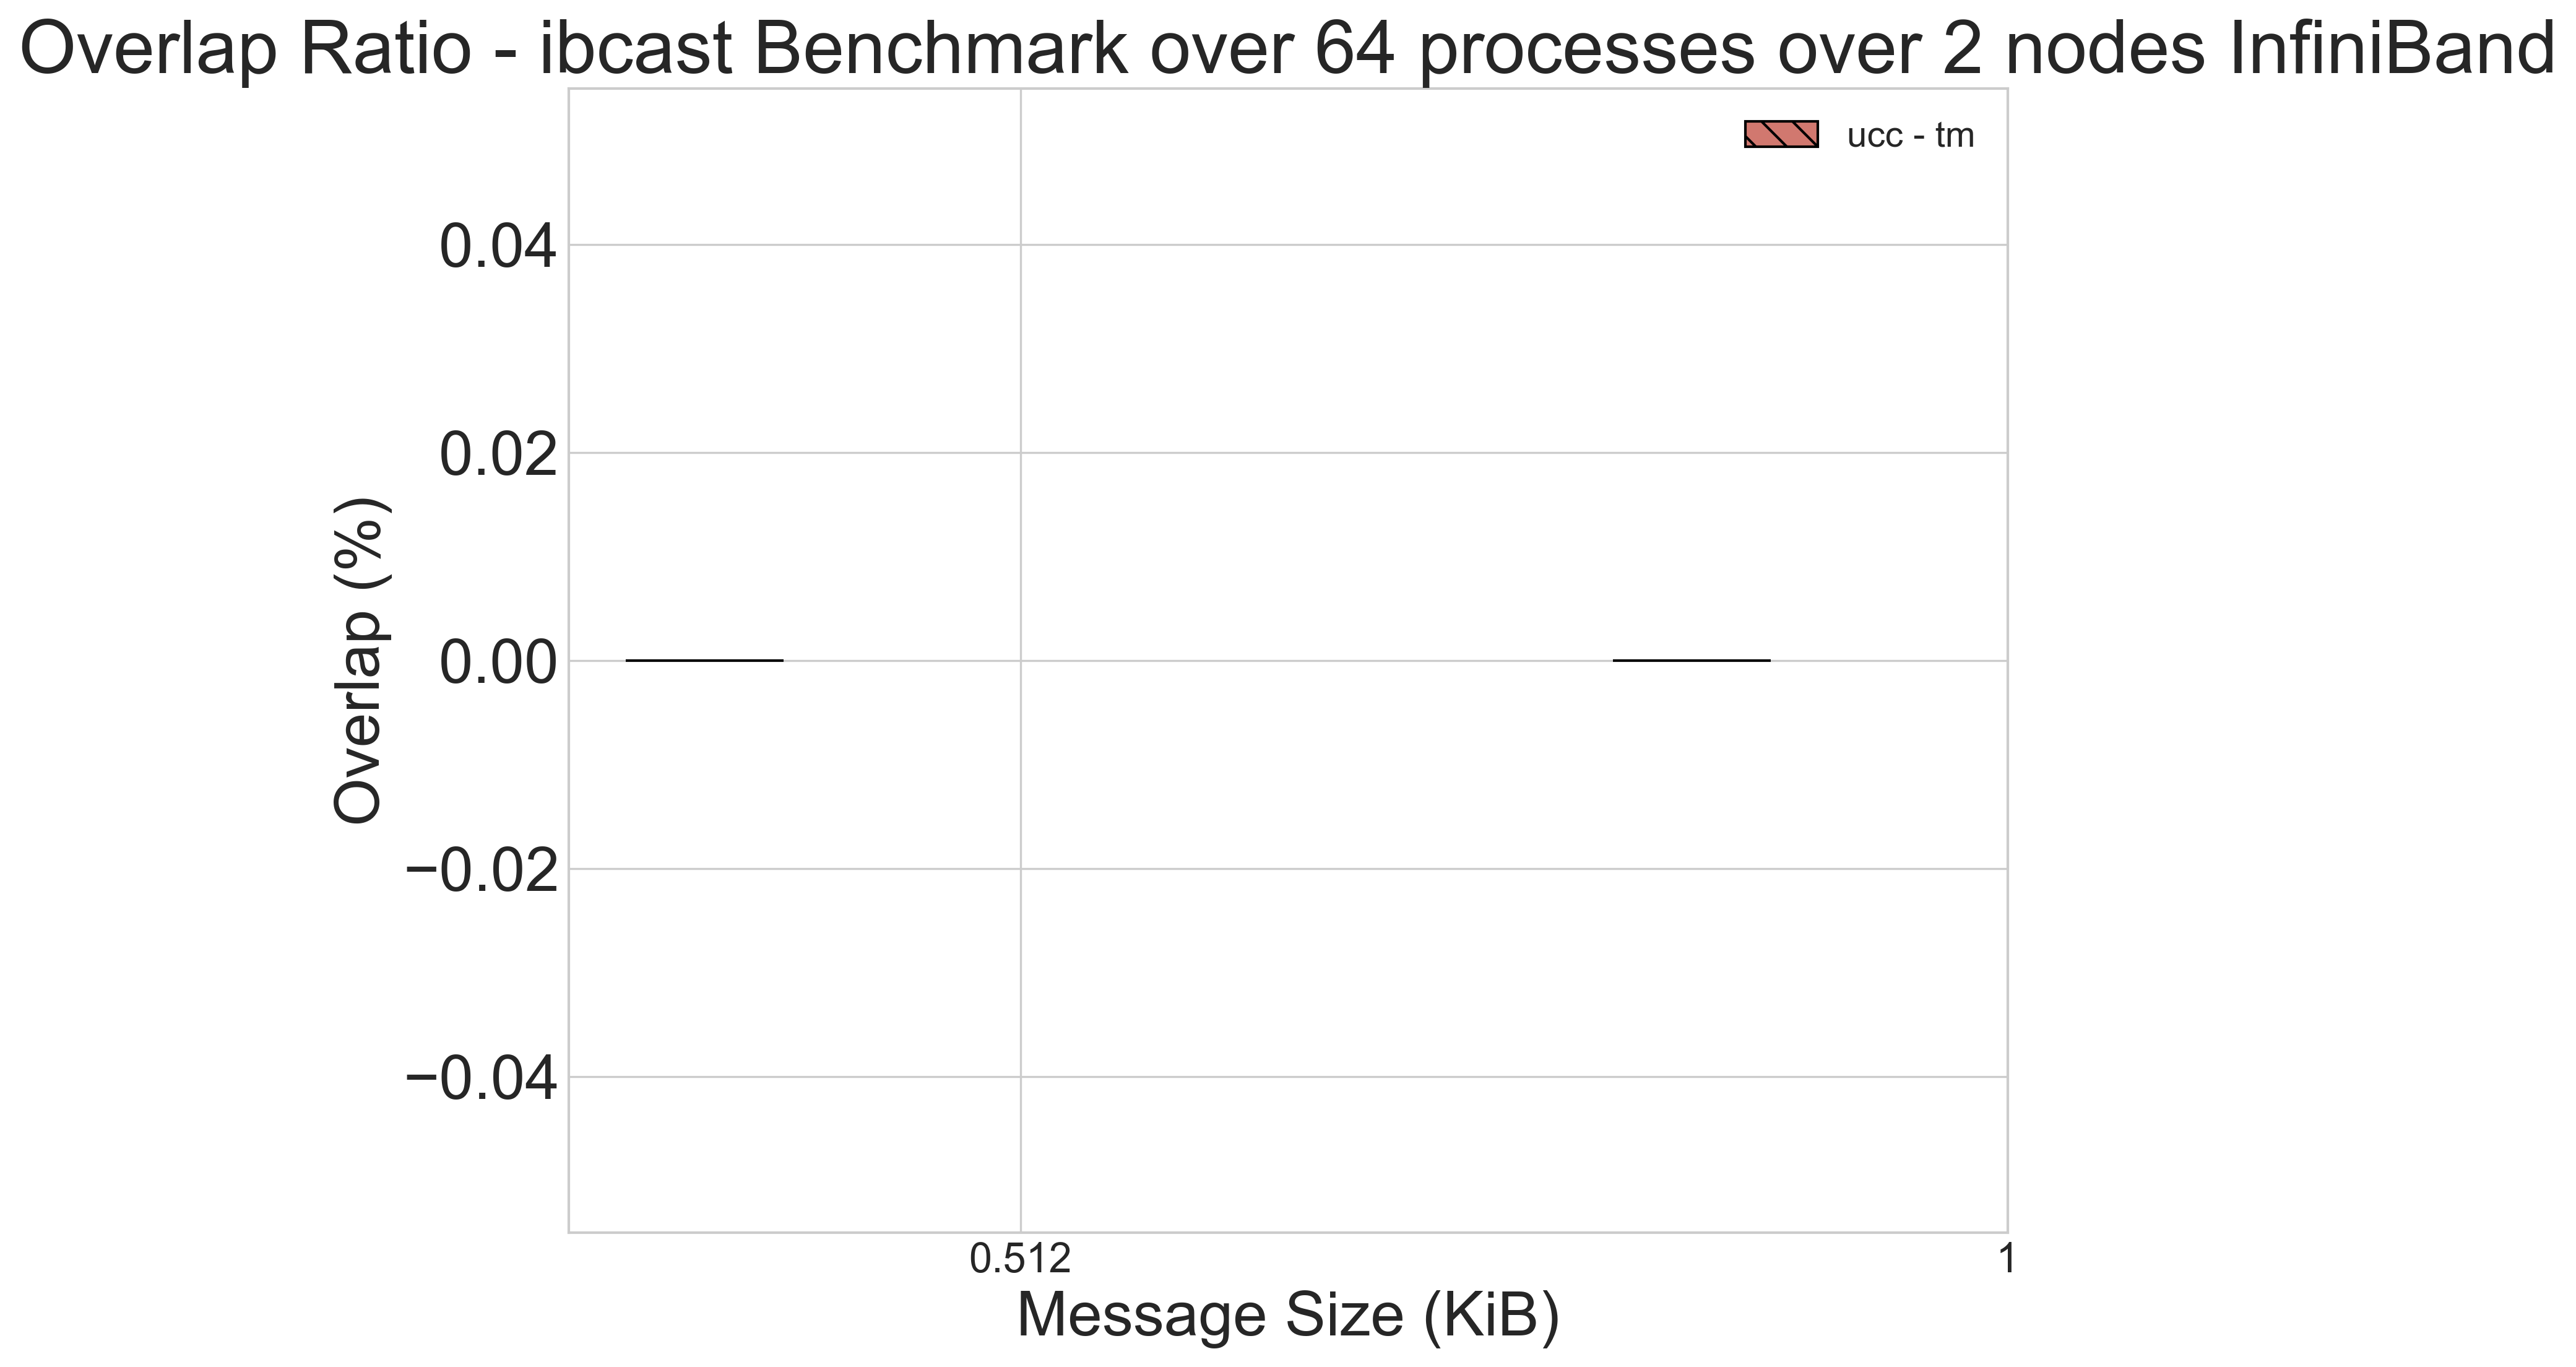 Overlap Ratio - ibcast Benchmark over 64 processes over 2 nodes InfiniBand
ucc - tm
0.04
0.02
0.00
−0.02
−0.04
Overlap (%)
0.512
1
Message Size (KiB)